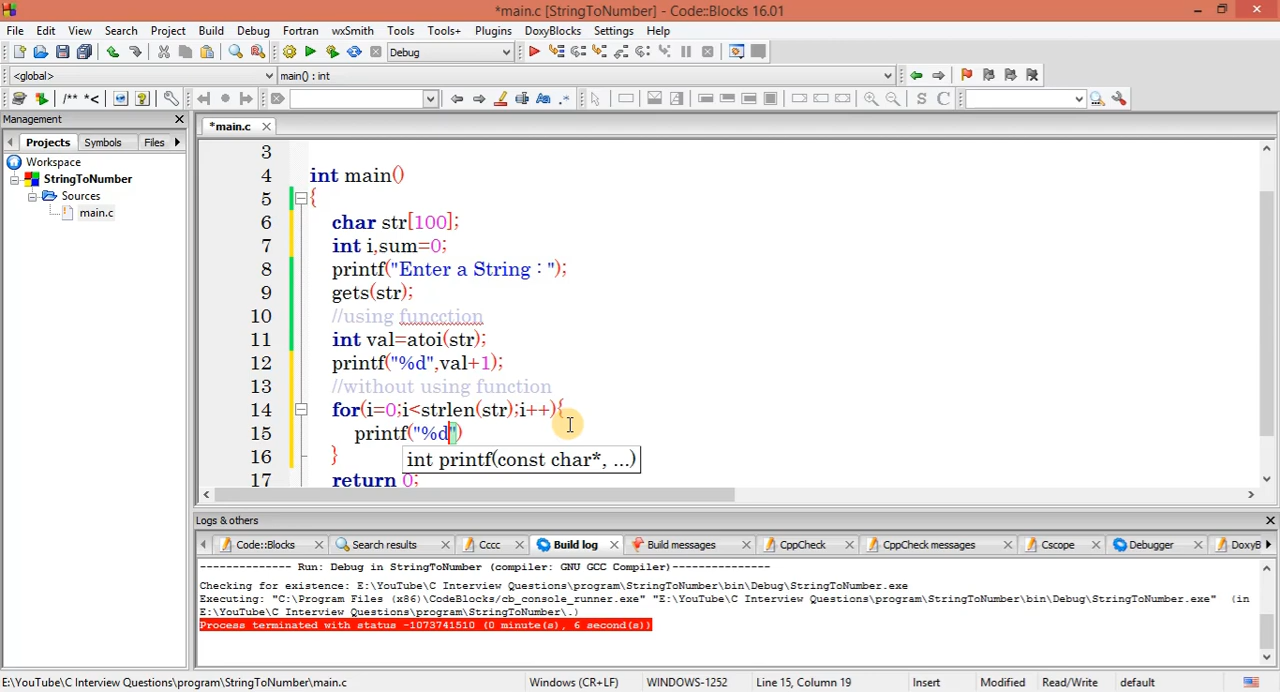 *main.c [StringToNumber] - Code::Blocks 16.01
File Edit View Search Project Build Debug Fortran wxSmith Tools Tools+ Plugins DoxyBlocks Settings Help
Debug
<global> main() : int
/** *< .* S C
Management
Projects Symbols Files
*main.c
Workspace
StringToNumber
Sources
main.c
3
4 int main()
5 {
6 char str[100];
7 int i,sum=0;
8 printf("Enter a String : ");
9 gets(str);
10 //using funcction
11 int val=atoi(str);
12 printf("%d",val+1);
13 //without using function
14 for(i=0;i<strlen(str);i++){
15 printf("%d")
16 }
int printf(const char*, ...)
17 return 0;
Logs & others
Code::Blocks Search results Cccc Build log Build messages CppCheck CppCheck messages Cscope Debugger DoxyB
-------------- Run: Debug in StringToNumber (compiler: GNU GCC Compiler)---------------
Checking for existence: E:\YouTube\C Interview Questions\program\StringToNumber\bin\Debug\StringToNumber.exe
Executing: "C:\Program Files (x86)\CodeBlocks/cb_console_runner.exe" "E:\YouTube\C Interview Questions\program\StringToNumber\bin\Debug\StringToNumber.exe" (in
E:\YouTube\C Interview Questions\program\StringToNumber\.)
Process terminated with status -1073741510 (0 minute(s), 6 second(s))
E:\YouTube\C Interview Questions\program\StringToNumber\main.c Windows (CR+LF) WINDOWS-1252 Line 15, Column 19 Insert Modified Read/Write default